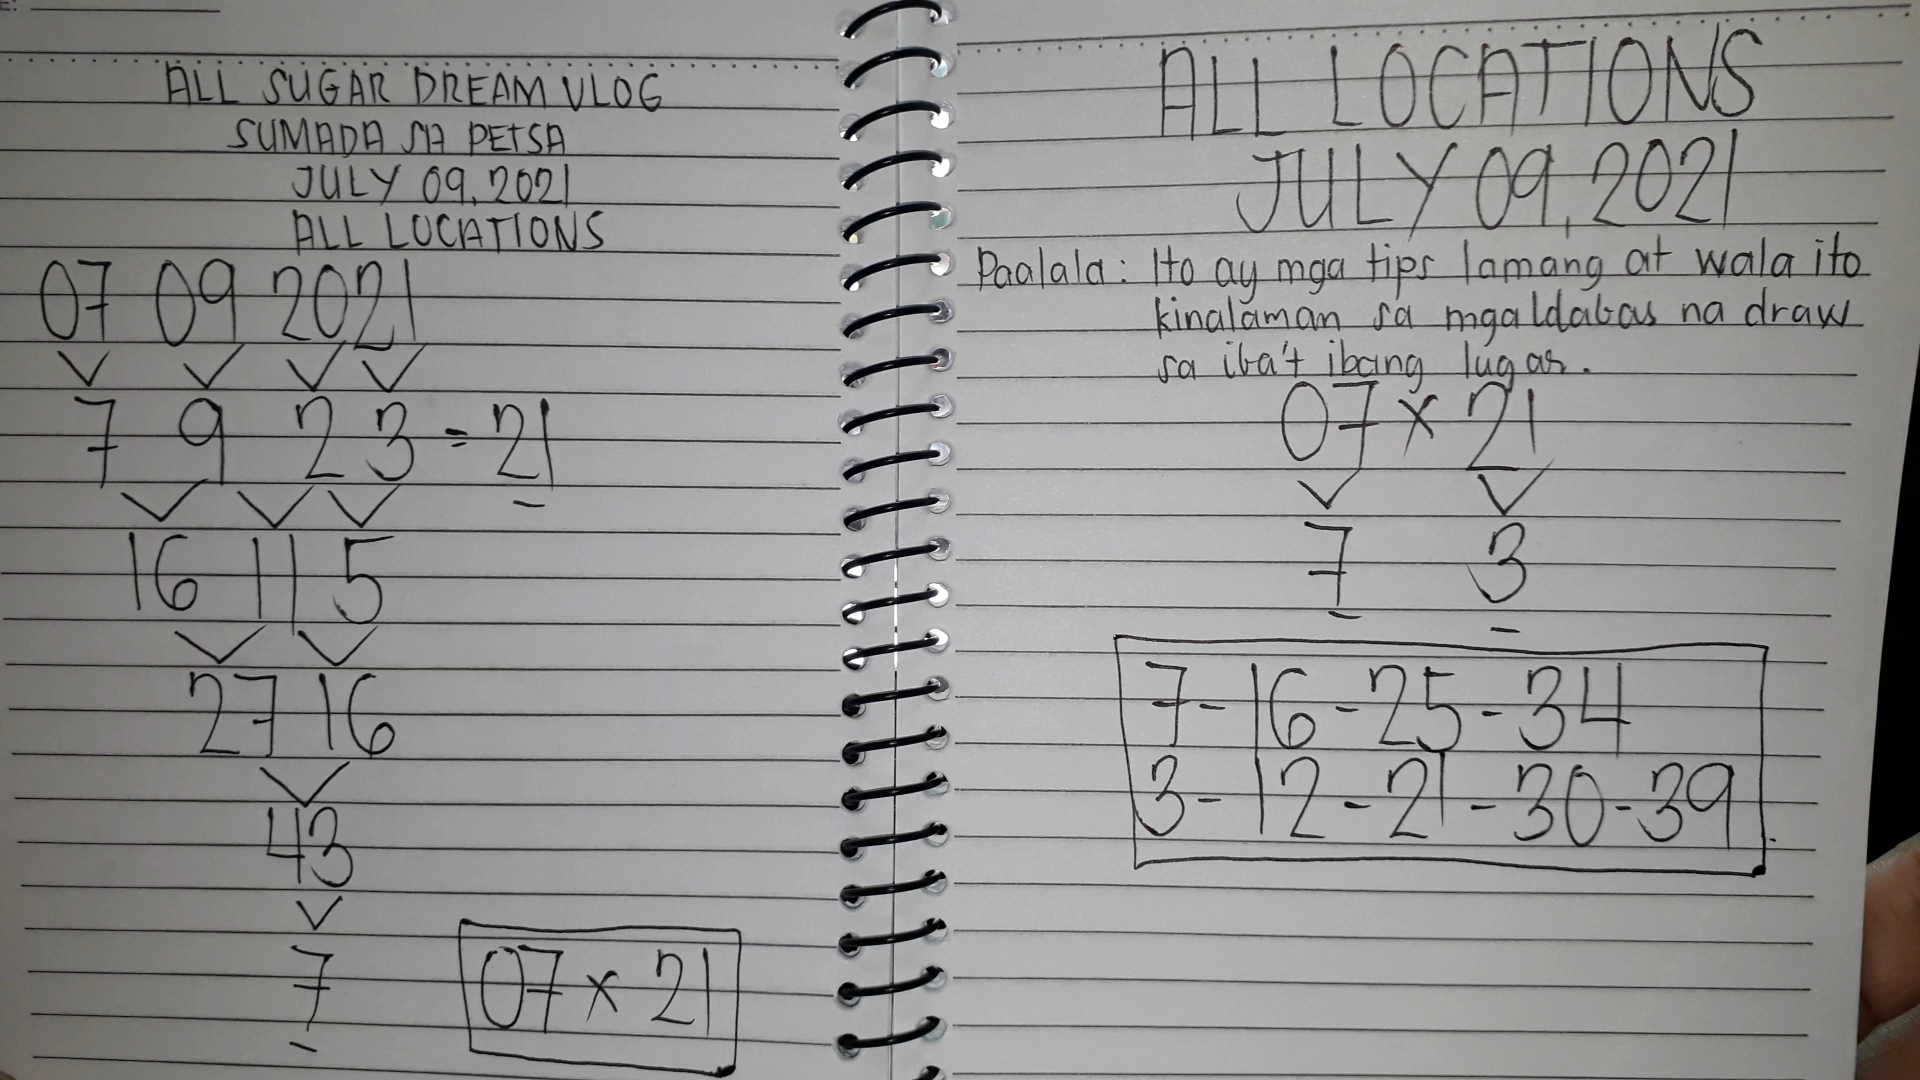 ALL SUGAR DREAM VLOG
SUMADA SA PETSA
JULY 09, 2021
ALL LOCATIONS
07 09 2021
7 9 2 3 = 21
16 11 5
27 16
43
7
07 x 21
ALL LOCATIONS
JULY 09, 2021
Paalala: Ito ay mga tips lamang at wala ito
kinalaman sa mga ldabas na draw
sa iba't ibang lugar.
07 x 21
7 3
7-16-25-34
3-12-21-30-39